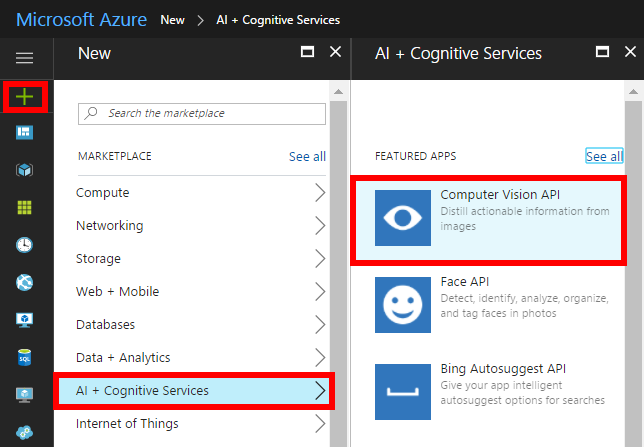 Microsoft Azure New > AI + Cognitive Services >
New
Search the marketplace
MARKETPLACE See all
Compute
Networking
Storage
Web + Mobile
Databases
Data + Analytics
AI + Cognitive Services
Internet of Things
AI + Cognitive Services
FEATURED APPS See all
Computer Vision API
Distill actionable information from
images
Face API
Detect, identify, analyze, organize,
and tag faces in photos
Bing Autosuggest API
Give your app intelligent
autosuggest options for searches
SQL